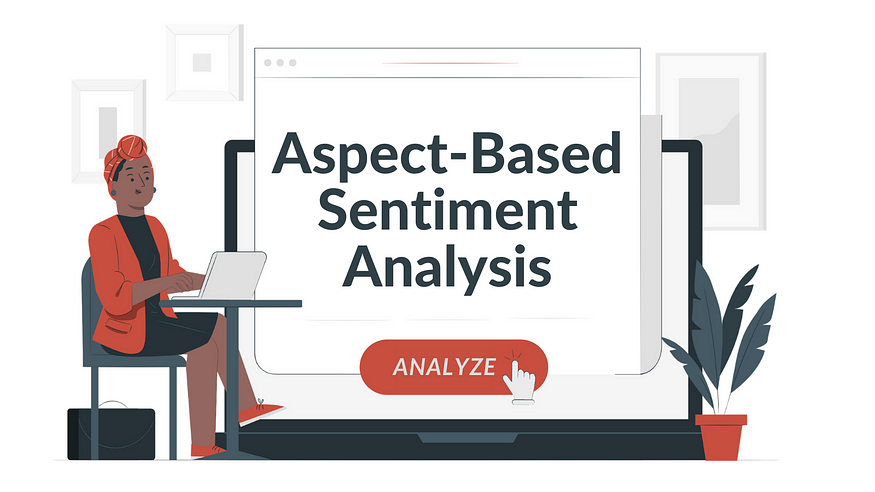 Aspect-Based
Sentiment
Analysis
ANALYZE